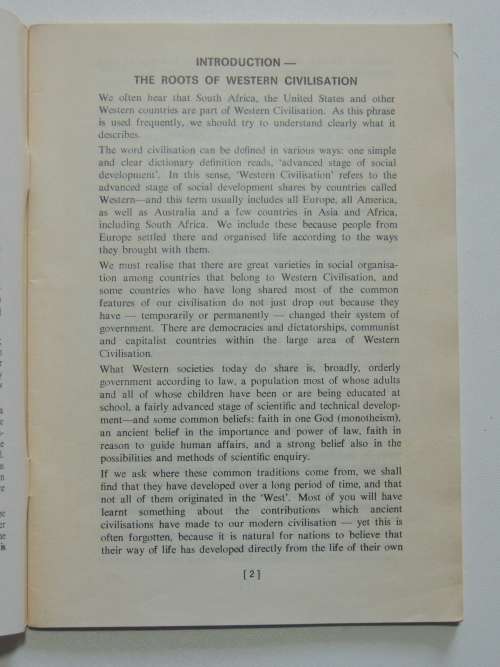 INTRODUCTION —
THE ROOTS OF WESTERN CIVILISATION
We often hear that South Africa, the United States and other
Western countries are part of Western Civilisation. As this phrase
is used frequently, we should try to understand clearly what it
describes.
The word civilisation can be defined in various ways: one simple
and clear dictionary definition reads, 'advanced stage of social
development'. In this sense, 'Western Civilisation' refers to the
advanced stage of social development shares by countries called
Western—and this term usually includes all Europe, all America,
as well as Australia and a few countries in Asia and Africa,
including South Africa. We include these because people from
Europe settled there and organised life according to the ways
they brought with them.
We must realise that there are great varieties in social organisa-
tion among countries that belong to Western Civilisation, and
some countries who have long shared most of the common
features of our civilisation do not just drop out because they
have — temporarily or permanently — changed their system of
government. There are democracies and dictatorships, communist
and capitalist countries within the large area of Western
Civilisation.
What Western societies today do share is, broadly, orderly
government according to law, a population most of whose adults
and all of whose children have been or are being educated at
school, a fairly advanced stage of scientific and technical develop-
ment—and some common beliefs: faith in one God (monotheism),
an ancient belief in the importance and power of law, faith in
reason to guide human affairs, and a strong belief also in the
possibilities and methods of scientific enquiry.
If we ask where these common traditions come from, we shall
find that they have developed over a long period of time, and that
not all of them originated in the 'West'. Most of you will have
learnt something about the contributions which ancient
civilisations have made to our modern civilisation — yet this is
often forgotten, because it is natural for nations to believe that
their way of life has developed directly from the life of their own
[ 2 ]